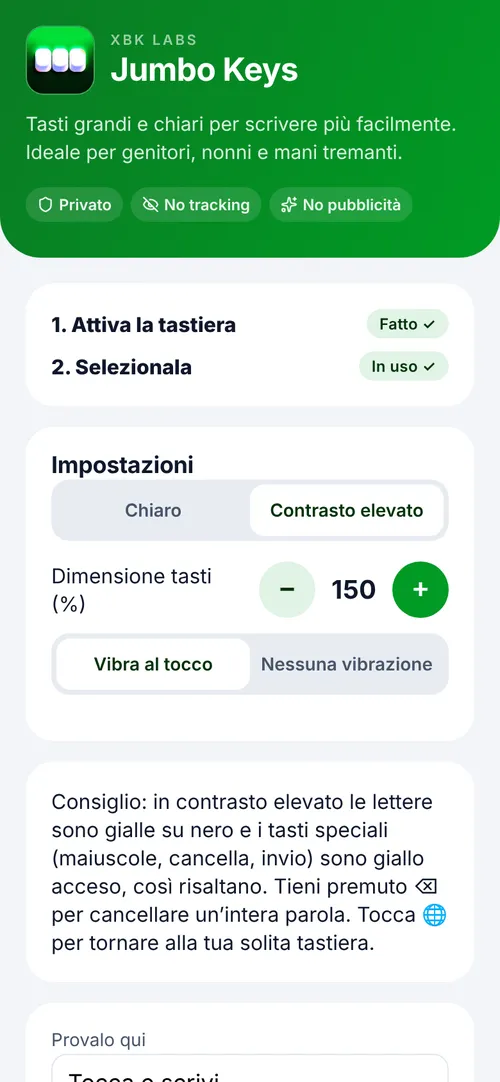 XBK LABS
Jumbo Keys
Tasti grandi e chiari per scrivere più facilmente.
Ideale per genitori, nonni e mani tremanti.
Privato
No tracking
No pubblicità
1. Attiva la tastiera
Fatto ✓
2. Selezionala
In uso ✓
Impostazioni
Chiaro
Contrasto elevato
Dimensione tasti
(%)
−
150
+
Vibra al tocco
Nessuna vibrazione
Consiglio: in contrasto elevato le lettere
sono gialle su nero e i tasti speciali
(maiuscole, cancella, invio) sono giallo
acceso, così risaltano. Tieni premuto ⌫
per cancellare un’intera parola. Tocca 🌐
per tornare alla tua solita tastiera.
Provalo qui
Tocca e scrivi